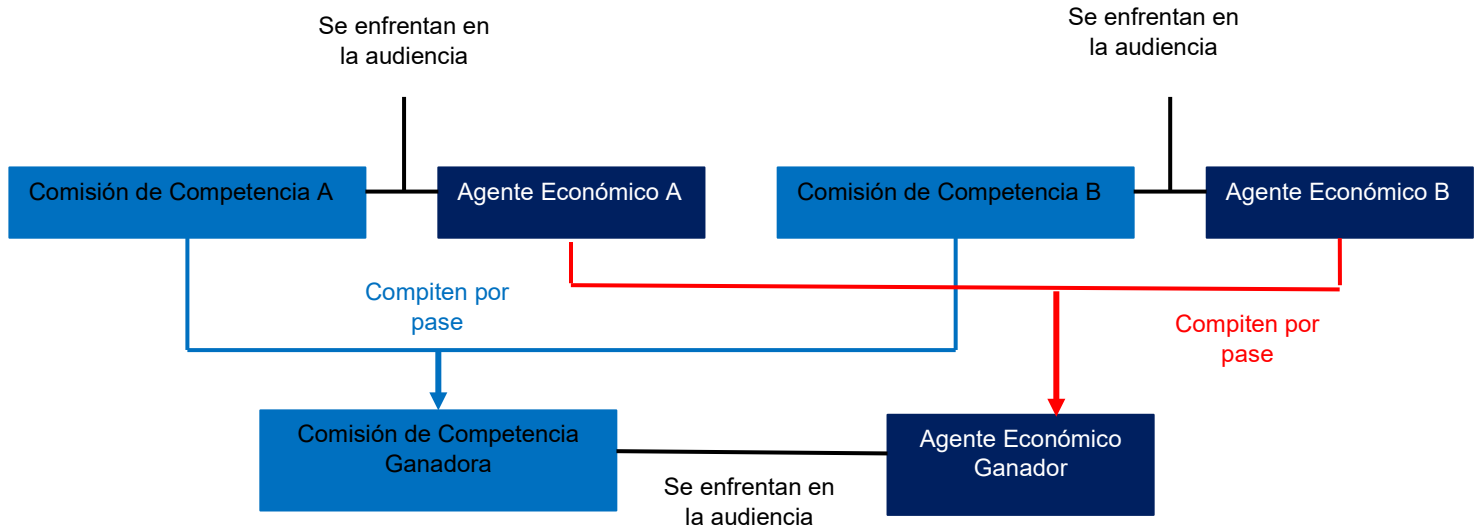 Se enfrentan en
la audiencia
Se enfrentan en
la audiencia
Comisión de Competencia A
Agente Económico A
Comisión de Competencia B
Agente Económico B
Compiten por
pase
Compiten por
pase
Comisión de Competencia
Ganadora
Agente Económico
Ganador
Se enfrentan en
la audiencia